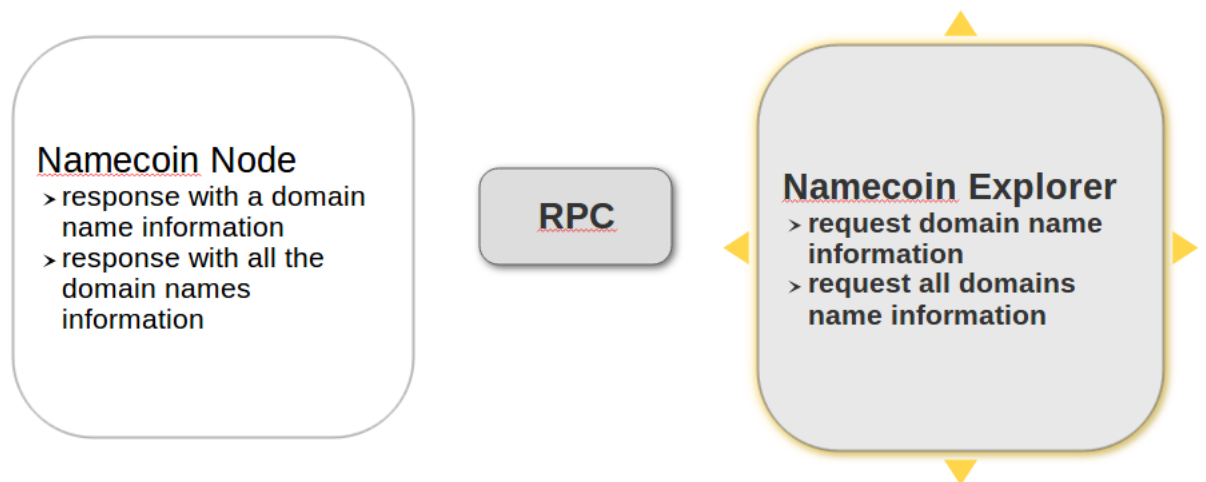 Namecoin Node
➢ response with a domain
name information
➢ response with all the
domain names
information
RPC
Namecoin Explorer
➢ request domain name
information
➢ request all domains
name information